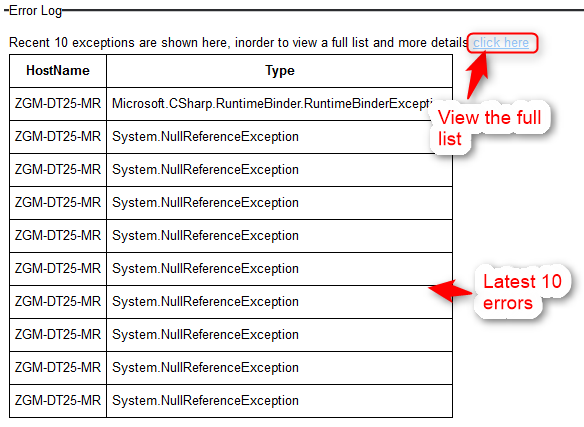 Error Log
Recent 10 exceptions are shown here, inorder to view a full list and more details click here
HostName Type
ZGM-DT25-MR Microsoft.CSharp.RuntimeBinder.RuntimeBinderExcepti
View the full
list
ZGM-DT25-MR System.NullReferenceException
ZGM-DT25-MR System.NullReferenceException
ZGM-DT25-MR System.NullReferenceException
ZGM-DT25-MR System.NullReferenceException
ZGM-DT25-MR System.NullReferenceException
ZGM-DT25-MR System.NullReferenceException
Latest 10
errors
ZGM-DT25-MR System.NullReferenceException
ZGM-DT25-MR System.NullReferenceException
ZGM-DT25-MR System.NullReferenceException